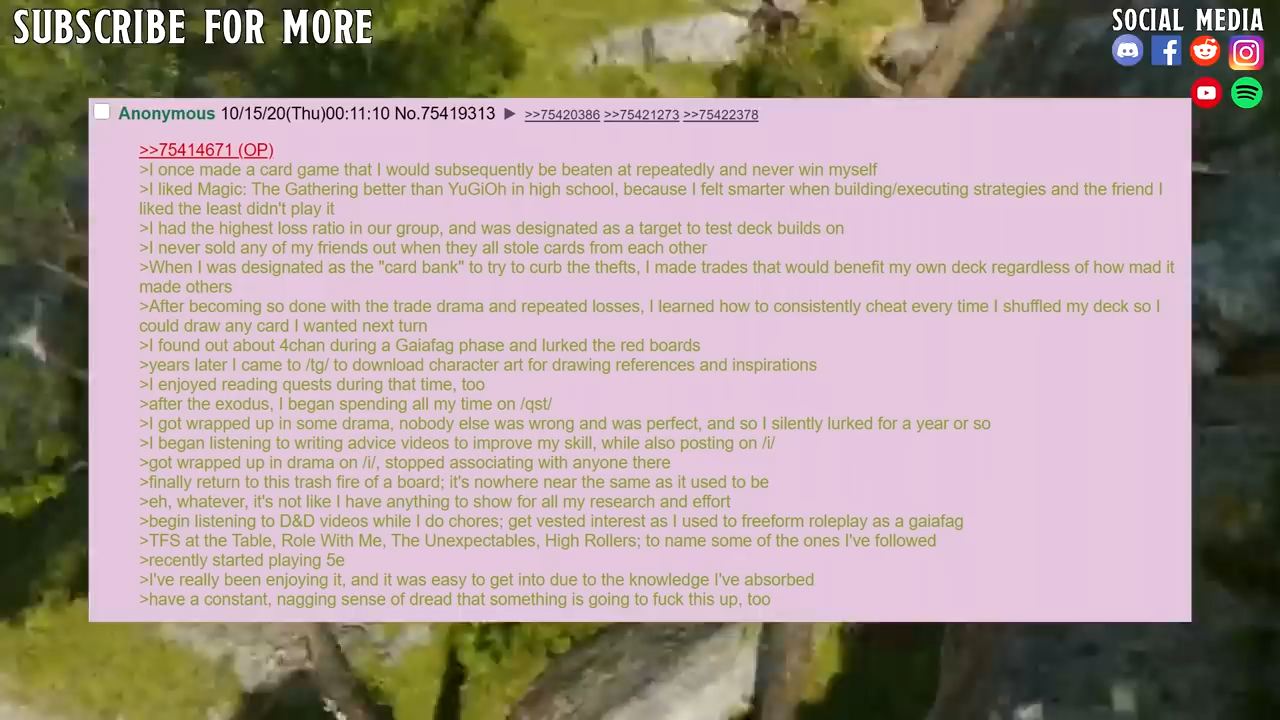 SUBSCRIBE FOR MORE
SOCIAL MEDIA
Anonymous 10/15/20(Thu)00:11:10 No.75419313 ▶ >>75420386 >>75421273 >>75422378
>>75414671 (OP)
>I once made a card game that I would subsequently be beaten at repeatedly and never win myself
>I liked Magic: The Gathering better than YuGiOh in high school, because I felt smarter when building/executing strategies and the friend I
liked the least didn't play it
>I had the highest loss ratio in our group, and was designated as a target to test deck builds on
>I never sold any of my friends out when they all stole cards from each other
>When I was designated as the "card bank" to try to curb the thefts, I made trades that would benefit my own deck regardless of how mad it
made others
>After becoming so done with the trade drama and repeated losses, I learned how to consistently cheat every time I shuffled my deck so I
could draw any card I wanted next turn
>I found out about 4chan during a Gaiafag phase and lurked the red boards
>years later I came to /tg/ to download character art for drawing references and inspirations
>I enjoyed reading quests during that time, too
>after the exodus, I began spending all my time on /qst/
>I got wrapped up in some drama, nobody else was wrong and was perfect, and so I silently lurked for a year or so
>I began listening to writing advice videos to improve my skill, while also posting on /i/
>got wrapped up in drama on /i/, stopped associating with anyone there
>finally return to this trash fire of a board; it's nowhere near the same as it used to be
>eh, whatever, it's not like I have anything to show for all my research and effort
>begin listening to D&D videos while I do chores; get vested interest as I used to freeform roleplay as a gaiafag
>TFS at the Table, Role With Me, The Unexpectables, High Rollers; to name some of the ones I've followed
>recently started playing 5e
>I've really been enjoying it, and it was easy to get into due to the knowledge I've absorbed
>have a constant, nagging sense of dread that something is going to fuck this up, too